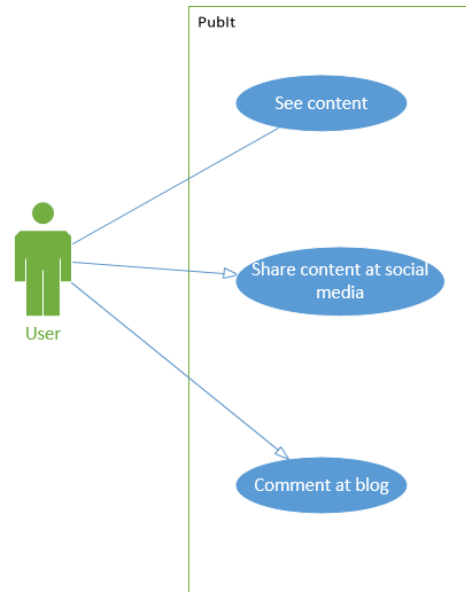 PubIt
See content
Share content at social
media
User
Comment at blog